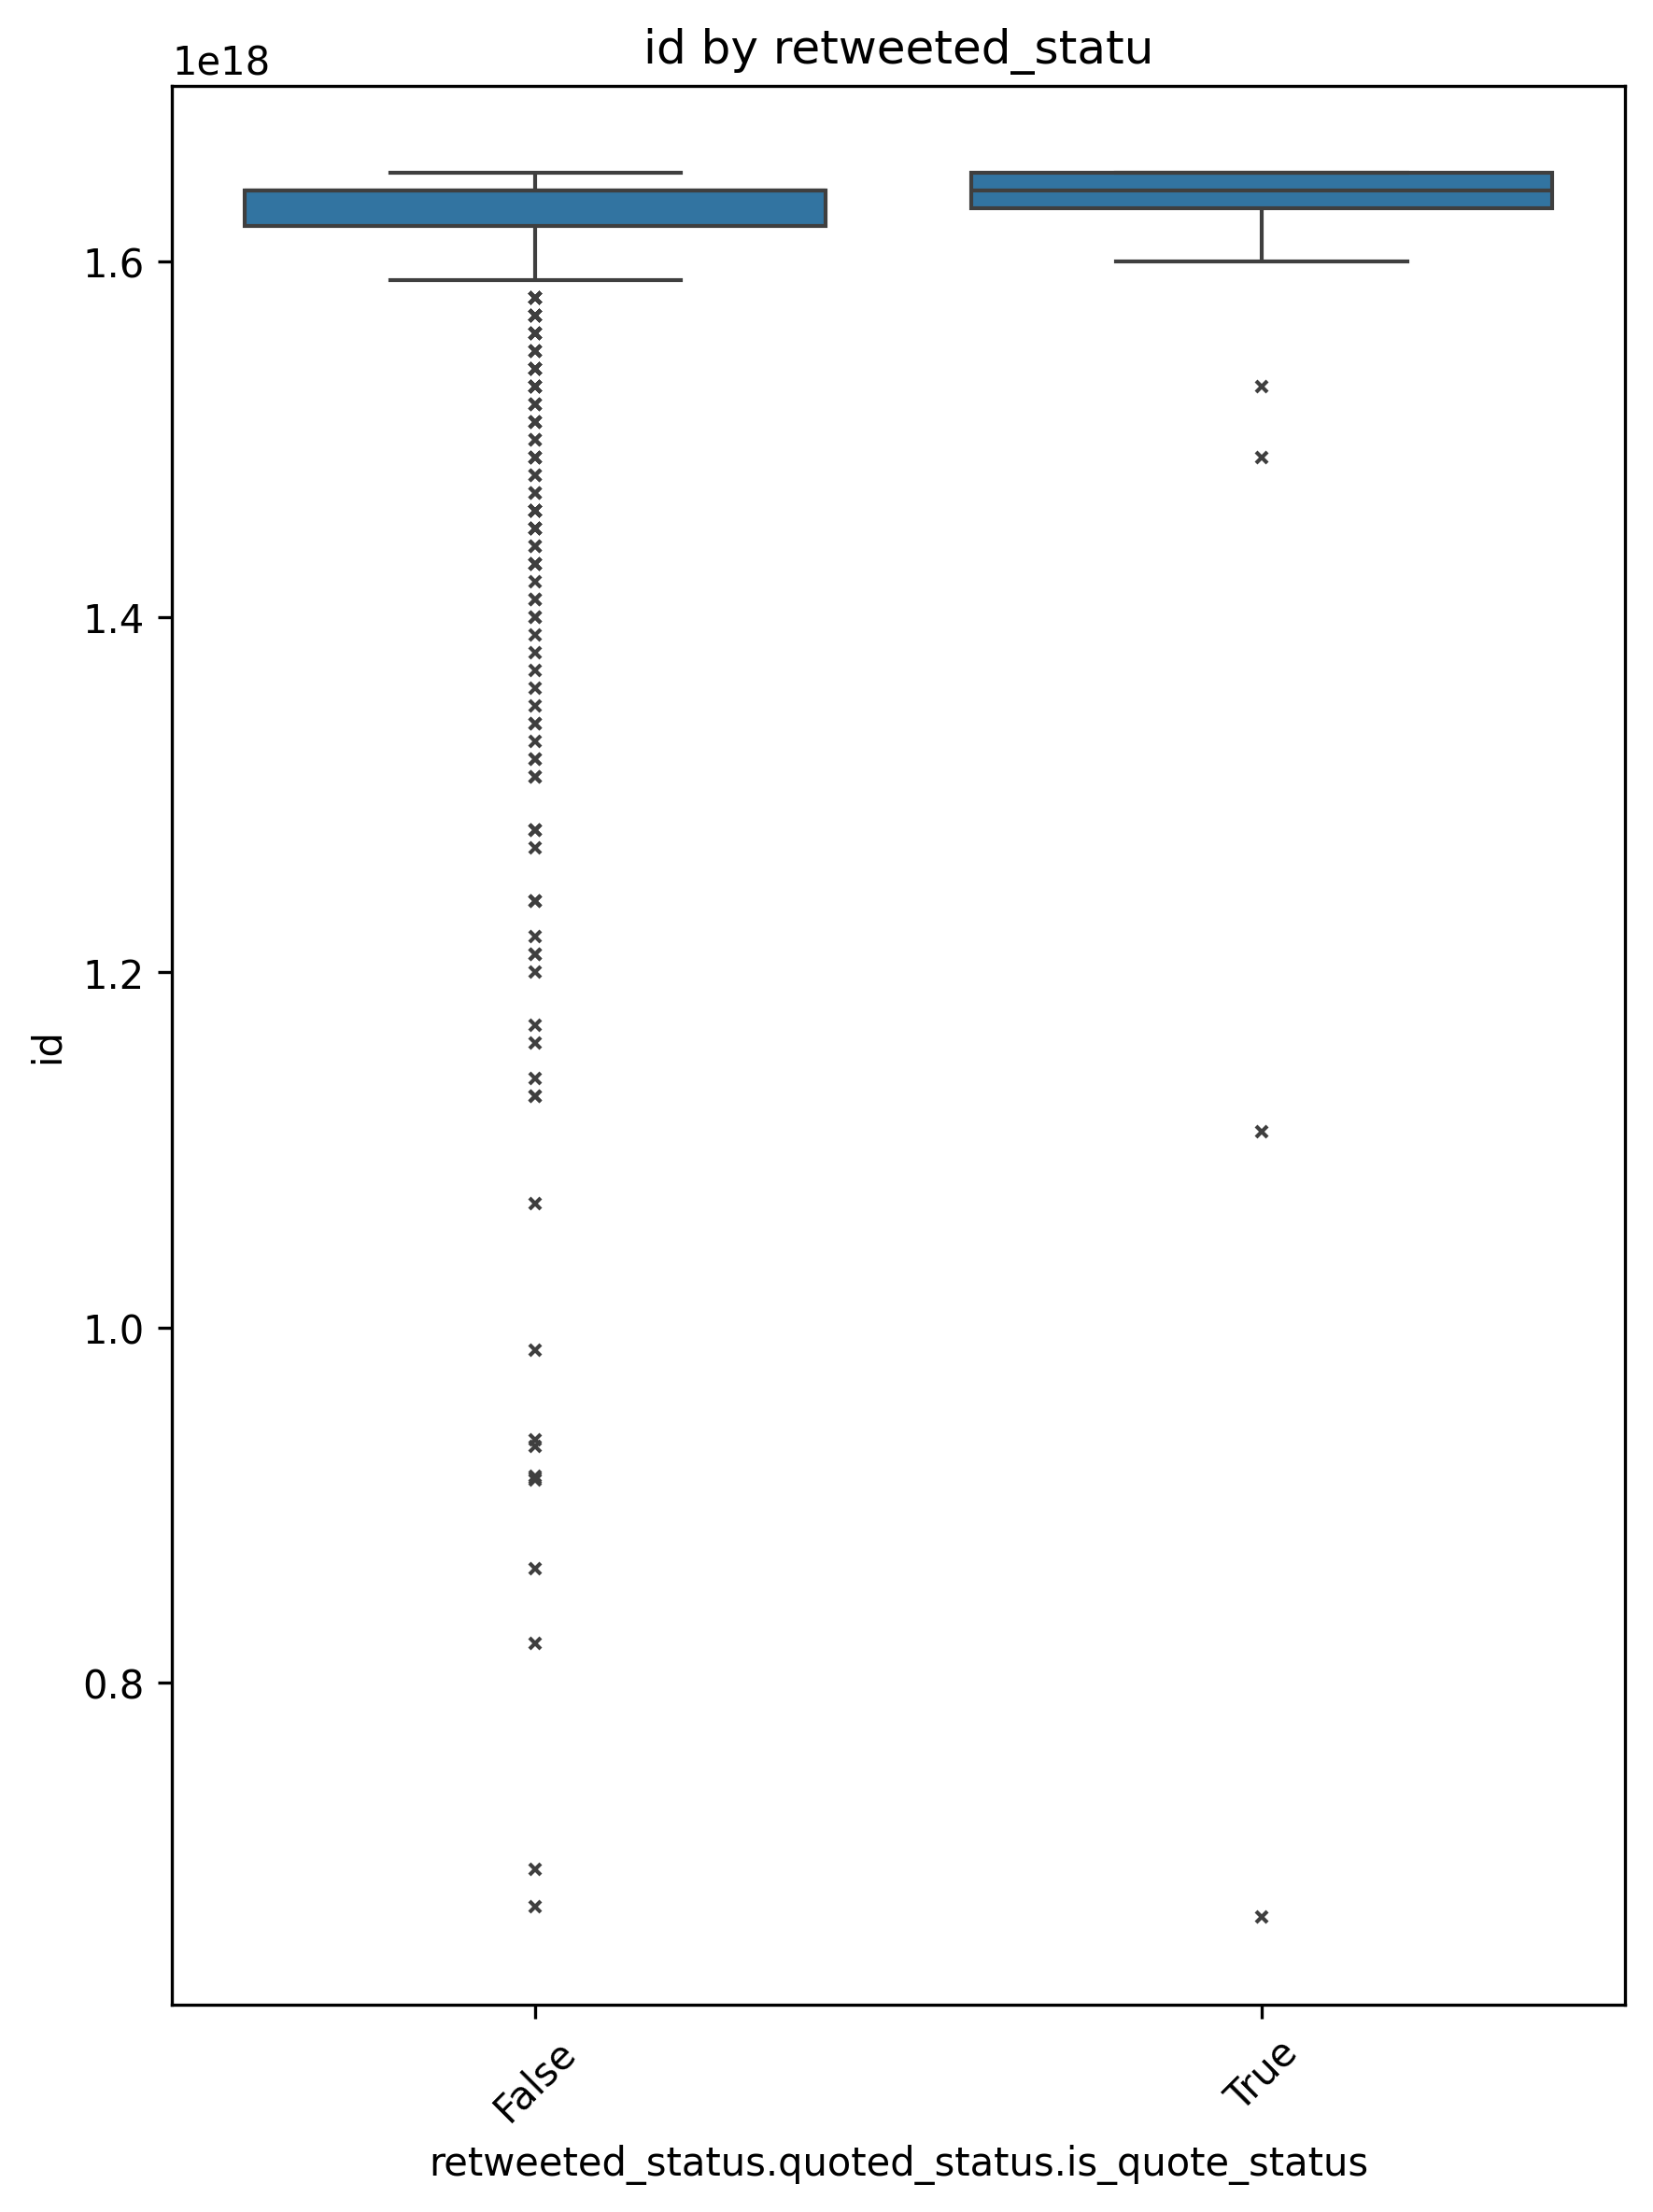 id by retweeted_statu
1e18
1.6
1.4
1.2
1.0
0.8
id
False
True
retweeted_status.quoted_status.is_quote_status